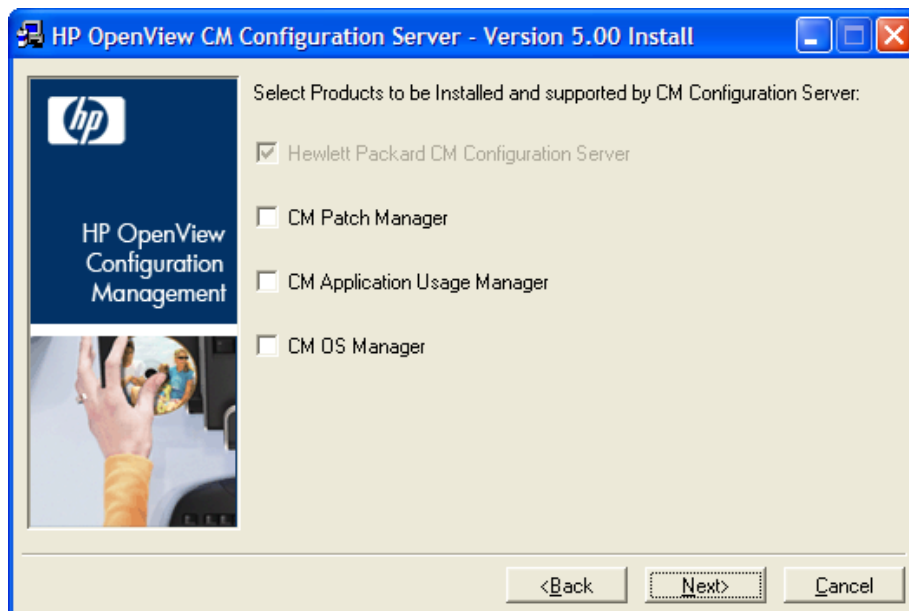 HP OpenView CM Configuration Server - Version 5.00 Install
hp
HP OpenView
Configuration
Management
Select Products to be Installed and supported by CM Configuration Server:
Hewlett Packard CM Configuration Server
CM Patch Manager
CM Application Usage Manager
CM OS Manager
<Back
Next>
Cancel